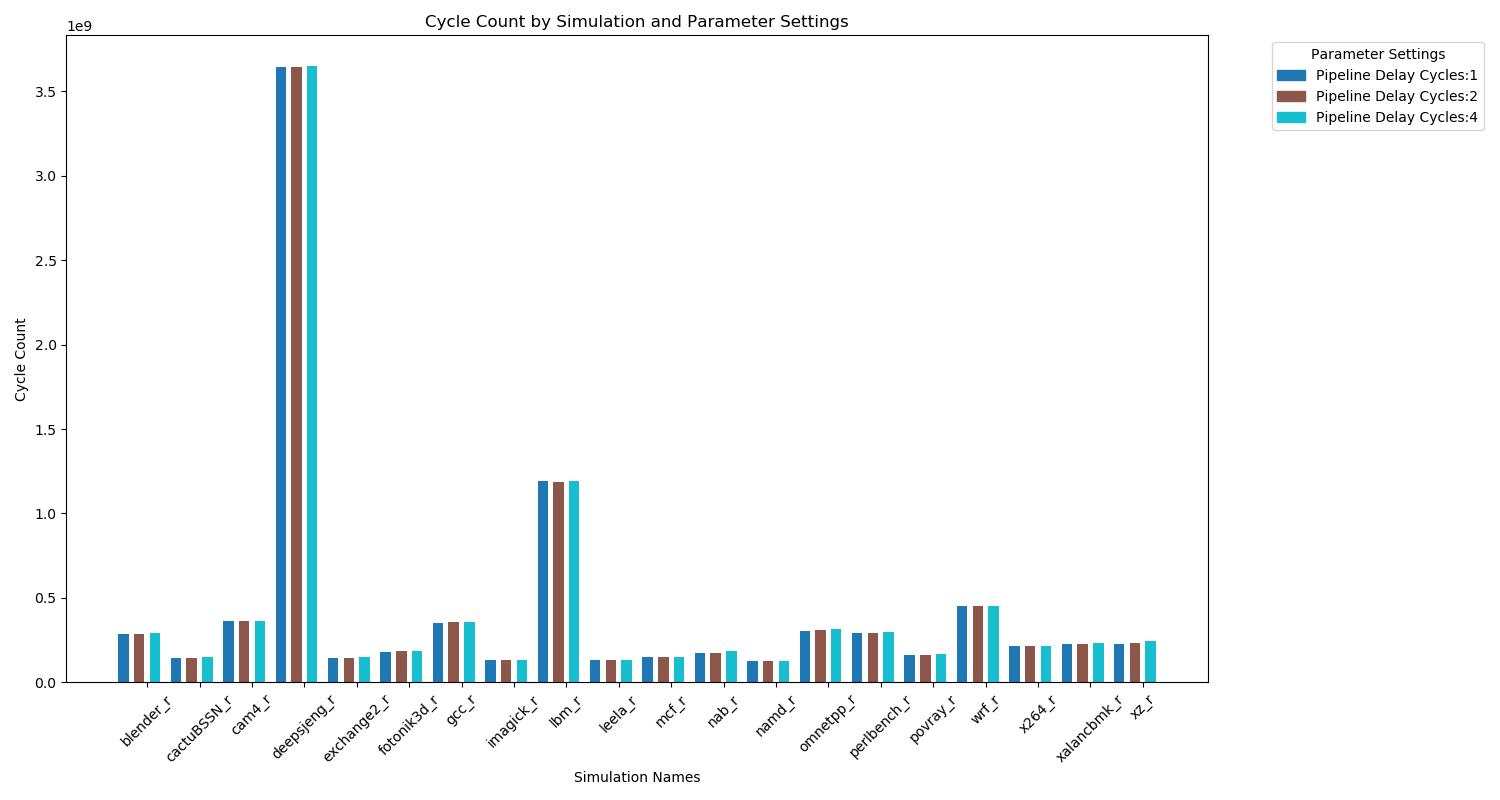 Cycle Count by Simulation and Parameter Settings
1e9
Parameter Settings
Pipeline Delay Cycles:1
Pipeline Delay Cycles:2
Pipeline Delay Cycles:4
3.5
3.0
2.5
2.0
1.5
1.0
0.5
0.0
Cycle Count
blender_r
cactuBSSN_r
cam4_r
deepsjeng_r
exchange2_r
fotonik3d_r
gcc_r
imagick_r
lbm_r
leela_r
mcf_r
nab_r
namd_r
omnetpp_r
perlbench_r
povray_r
wrf_r
x264_r
xalancbmk_r
xz_r
Simulation Names